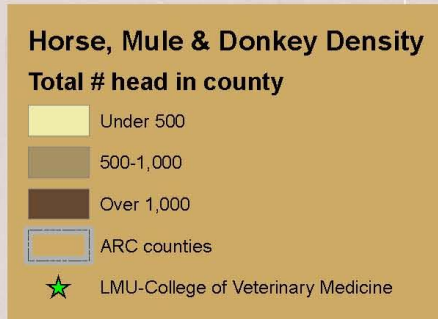 Horse, Mule & Donkey Density
Total # head in county
Under 500
500-1,000
Over 1,000
ARC counties
LMU-College of Veterinary Medicine